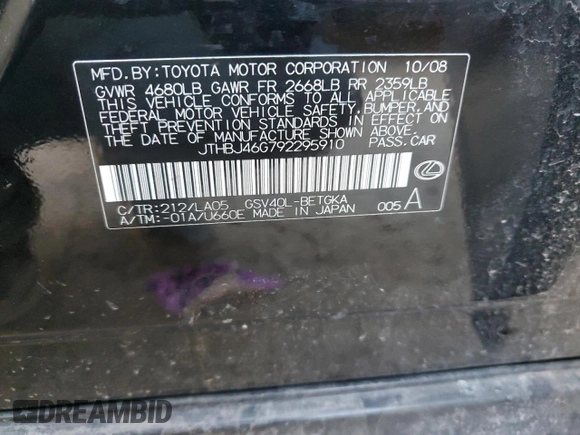 MFD.BY:TOYOTA MOTOR CORPORATION 10/08
GVWR 4680LB GAWR FR 2668LB RR 2359LB
THIS VEHICLE CONFORMS TO ALL APPLICABLE
FEDERAL MOTOR VEHICLE SAFETY,BUMPER,AND
THEFT PREVENTION STANDARDS IN EFFECT ON
THE DATE OF MANUFACTURE SHOWN ABOVE.
JTHBJ46G792295910 PASS.CAR
C/TR:212/LA05 GSV40L-BETGKA
A/TM:-01A/U660E MADE IN JAPAN 005 A
DREAMBID